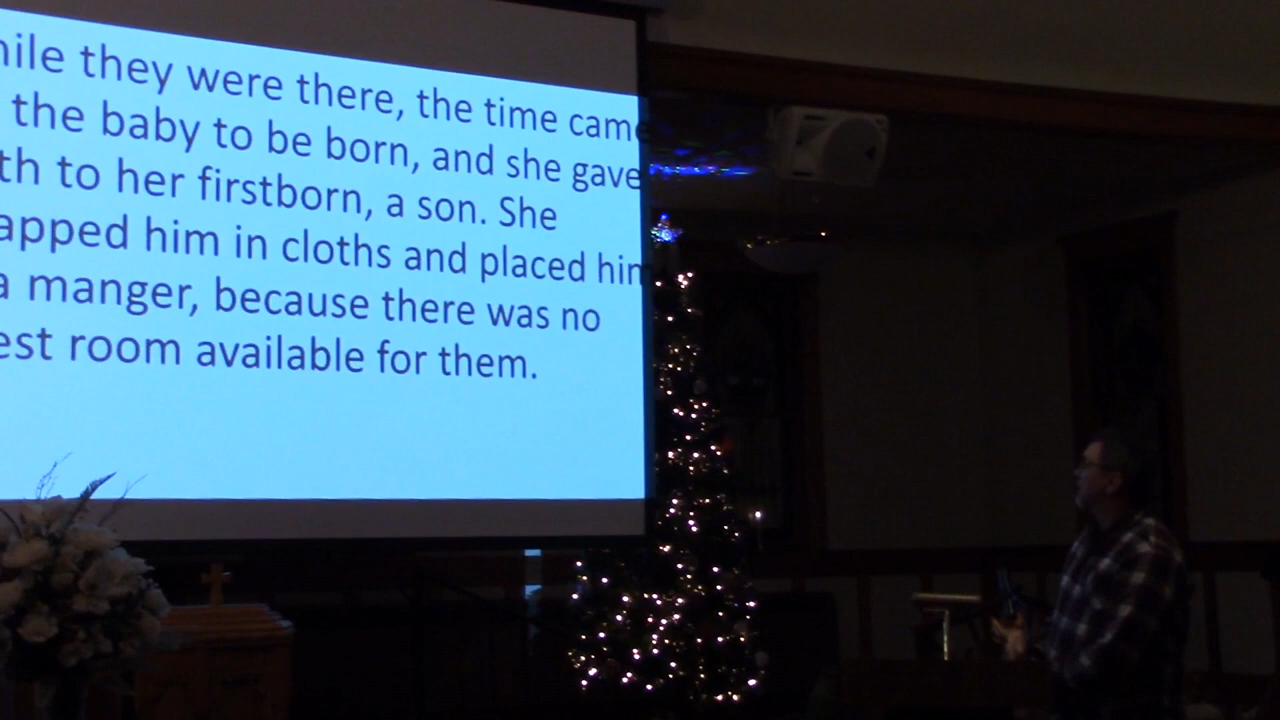 hile they were there, the time came
the baby to be born, and she gave
th to her firstborn, a son. She
apped him in cloths and placed him
a manger, because there was no
est room available for them.